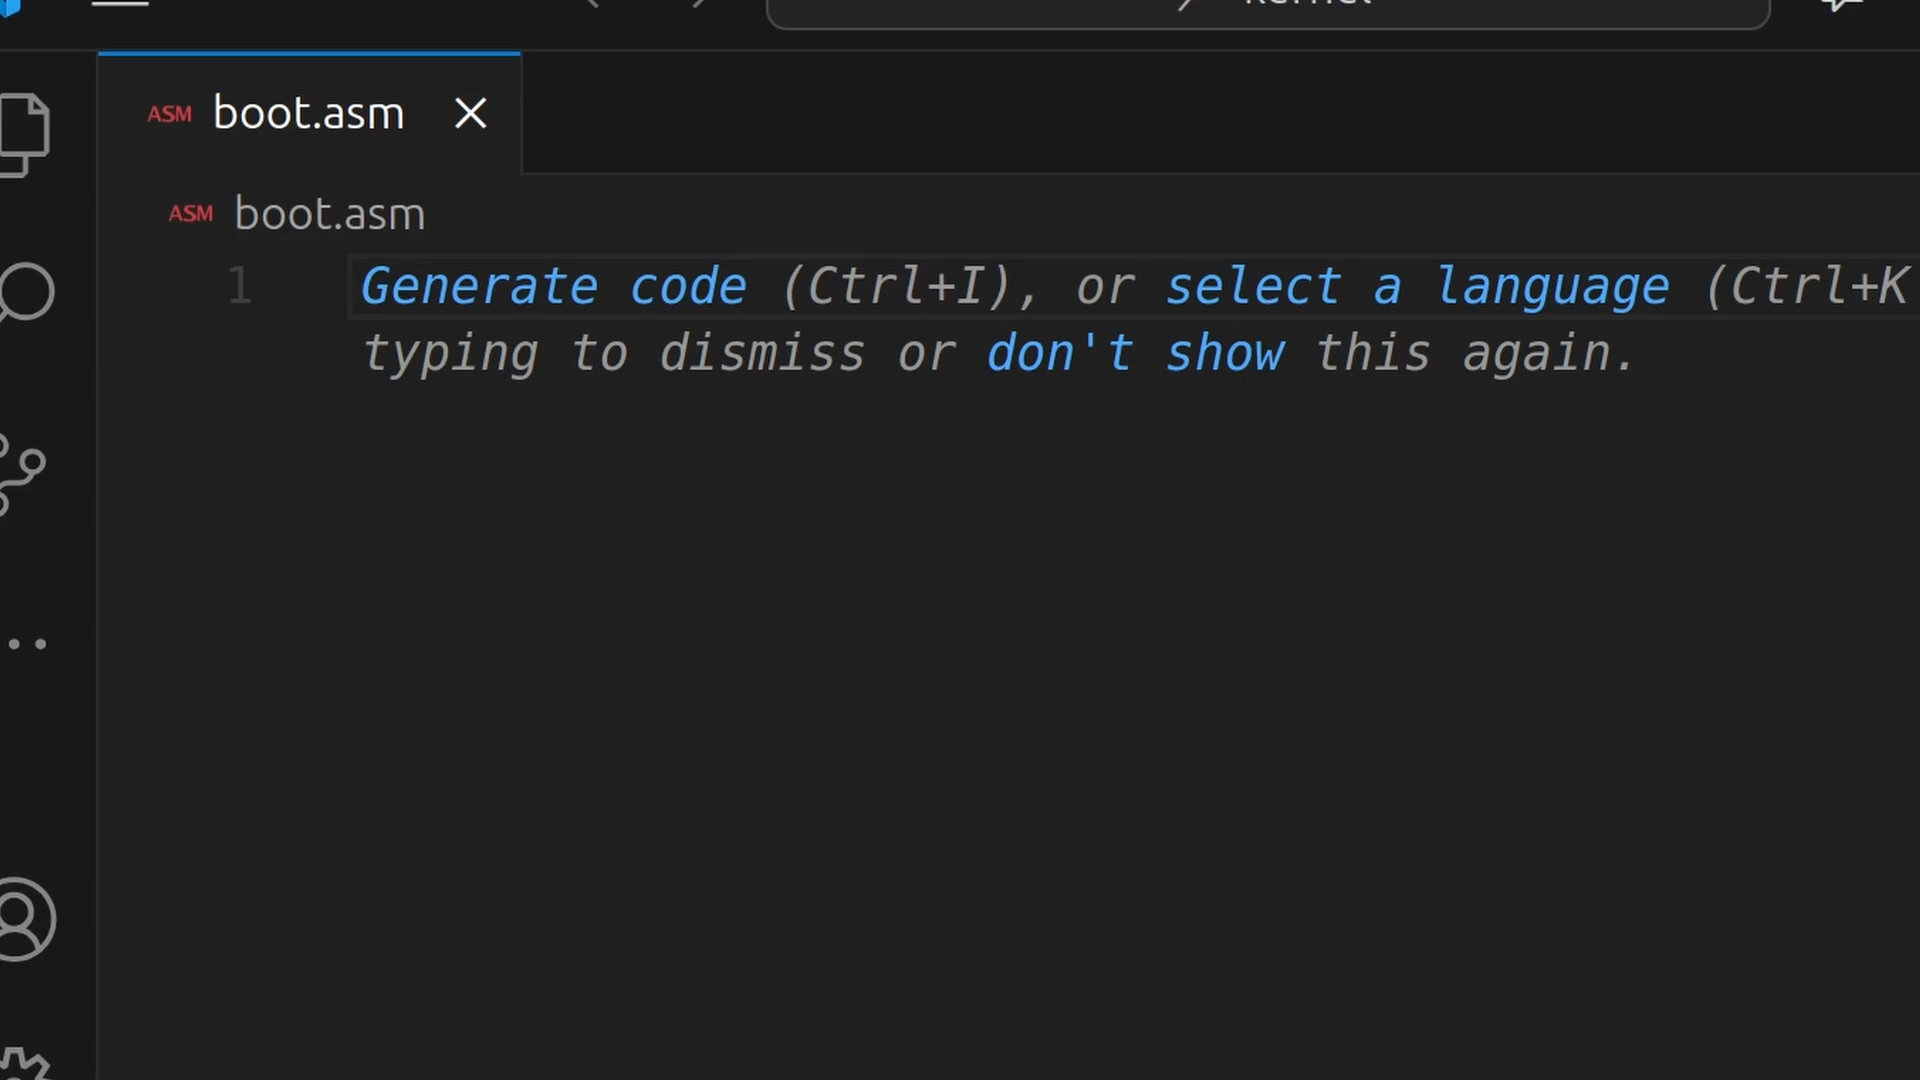 kernel
ASM boot.asm
ASM boot.asm
1 Generate code (Ctrl+I), or select a language (Ctrl+K
typing to dismiss or don't show this again.